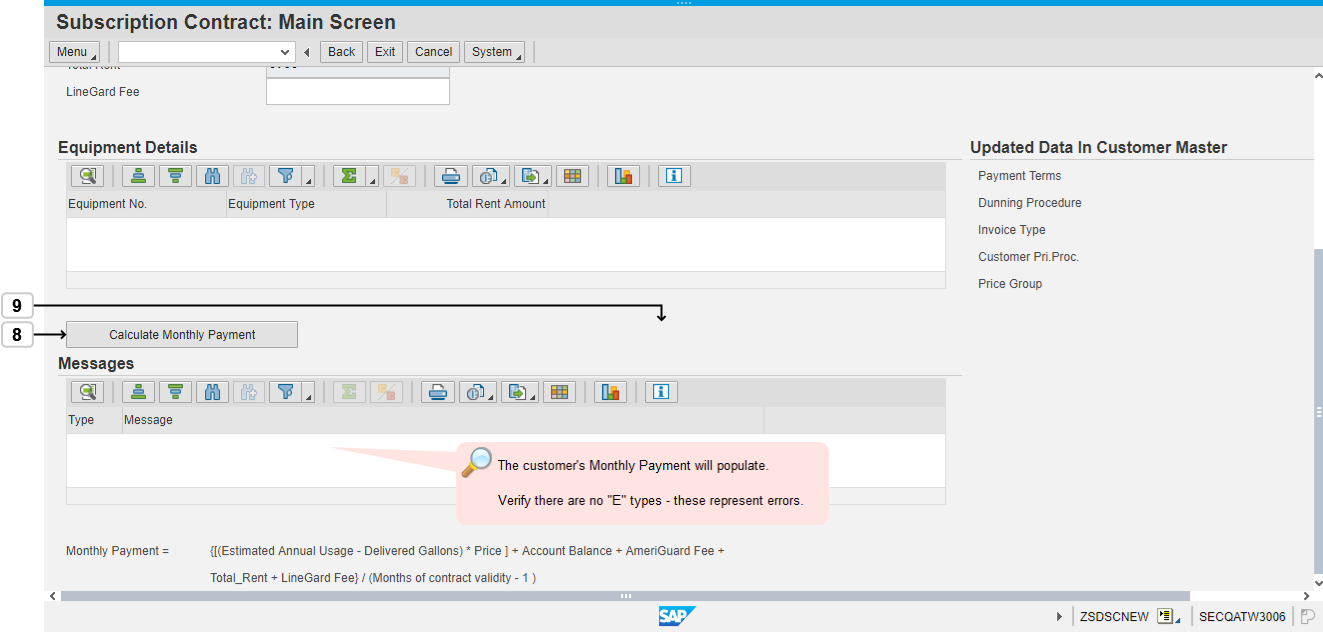 Subscription Contract: Main Screen
Menu Back Exit Cancel System
Total Rent
LineGard Fee
Equipment Details
Updated Data In Customer Master
Equipment No. Equipment Type Total Rent Amount
Payment Terms
Dunning Procedure
Invoice Type
Customer Pri.Proc.
Price Group
9
8
Calculate Monthly Payment
Messages
Type Message
The customer's Monthly Payment will populate.
Verify there are no "E" types - these represent errors.
Monthly Payment = {[(Estimated Annual Usage - Delivered Gallons) * Price ] + Account Balance + AmeriGuard Fee +
Total_Rent + LineGard Fee} / (Months of contract validity - 1 )
SAP
ZSDSCNEW SECQATW3006